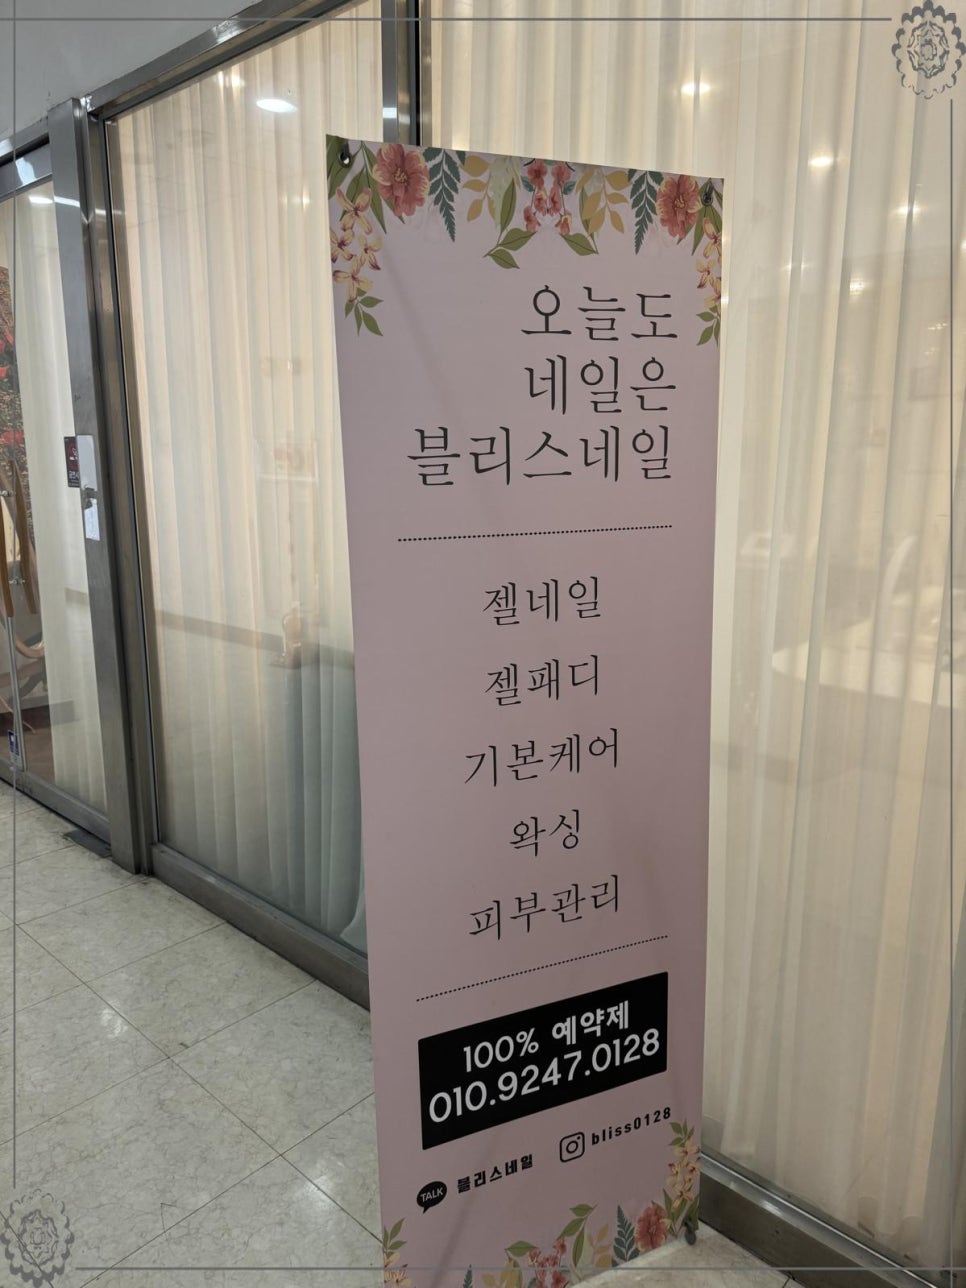 오늘도
네일은
블리스네일
젤네일
젤패디
기본케어
왁싱
피부관리
100% 예약제
010.9247.0128
TALK 블리스네일
bliss0128